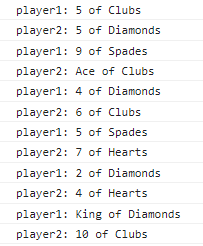 player1: 5 of Clubs
player2: 5 of Diamonds
player1: 9 of Spades
player2: Ace of Clubs
player1: 4 of Diamonds
player2: 6 of Clubs
player1: 5 of Spades
player2: 7 of Hearts
player1: 2 of Diamonds
player2: 4 of Hearts
player1: King of Diamonds
player2: 10 of Clubs